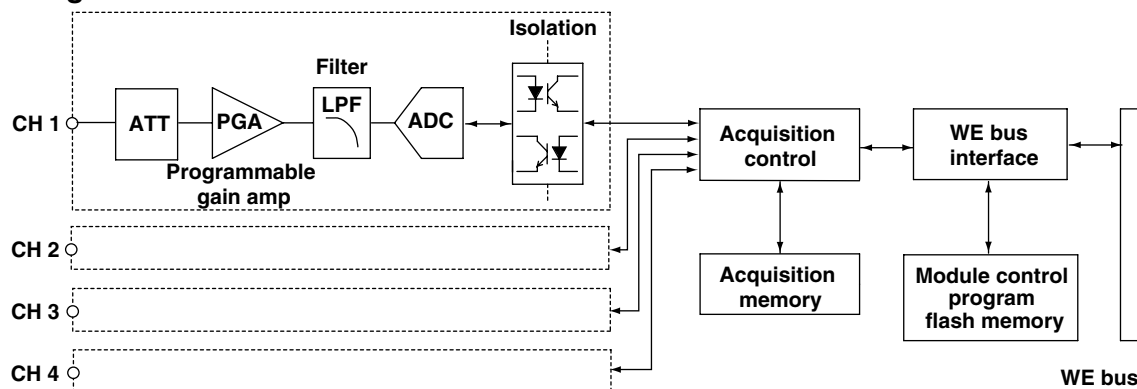 Isolation
Filter
CH 1
ATT
PGA
LPF
ADC
Programmable
gain amp
Acquisition
control
WE bus
interface
CH 2
Acquisition
memory
Module control
program
flash memory
CH 3
CH 4
WE bus